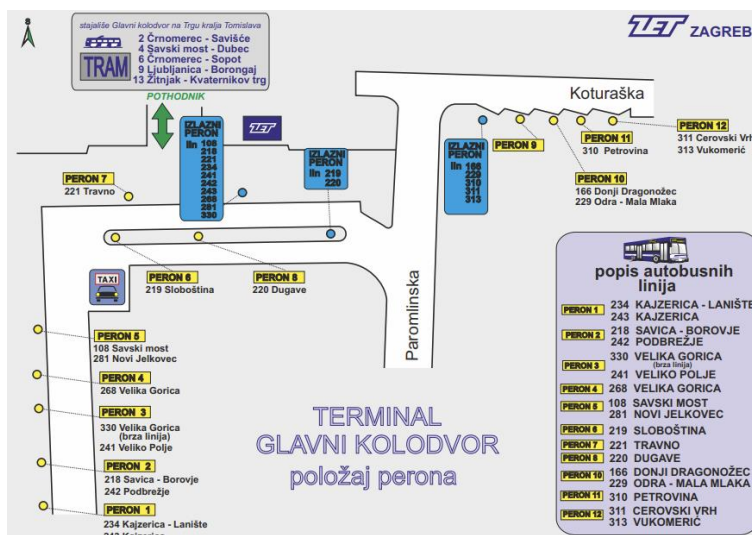 stajalište Glavni kolodvor na Trgu kralja Tomislava
TRAM
2 Črnomerec - Savišće
4 Savski most - Dubec
6 Črnomerec - Sopot
9 Ljubljanica - Borongaj
13 Žitnjak - Kvaternikov trg
S
ZET ZAGREB
POTHODNIK
IZLAZNI
PERON
lin 108
218
221
234
241
242
243
268
281
330
ZET
IZLAZNI
PERON
lin 219
220
IZLAZNI
PERON
lin 166
229
310
311
313
Koturaška
PERON 9
PERON 10
166 Donji Dragonožec
229 Odra - Mala Mlaka
PERON 11
310 Petrovina
PERON 12
311 Cerovski Vrh
313 Vukomerić
PERON 7
221 Travno
PERON 6
219 Sloboština
PERON 8
220 Dugave
TAXI
Paromlinska
PERON 5
108 Savski most
281 Novi Jelkovec
PERON 4
268 Velika Gorica
PERON 3
330 Velika Gorica
(brza linija)
241 Veliko Polje
PERON 2
218 Savica - Borovje
242 Podbrežje
PERON 1
234 Kajzerica - Lanište
TERMINAL
GLAVNI KOLODVOR
položaj perona
popis autobusnih
linija
PERON 1 234 KAJZERICA - LANIŠTE
243 KAJZERICA
PERON 2 218 SAVICA - BOROVJE
242 PODBREŽJE
PERON 3 330 VELIKA GORICA
(brza linija)
241 VELIKO POLJE
PERON 4 268 VELIKA GORICA
PERON 5 108 SAVSKI MOST
281 NOVI JELKOVEC
PERON 6 219 SLOBOŠTINA
PERON 7 221 TRAVNO
PERON 8 220 DUGAVE
PERON 10 166 DONJI DRAGONOŽEC
229 ODRA - MALA MLAKA
PERON 11 310 PETROVINA
PERON 12 311 CEROVSKI VRH
313 VUKOMERIĆ